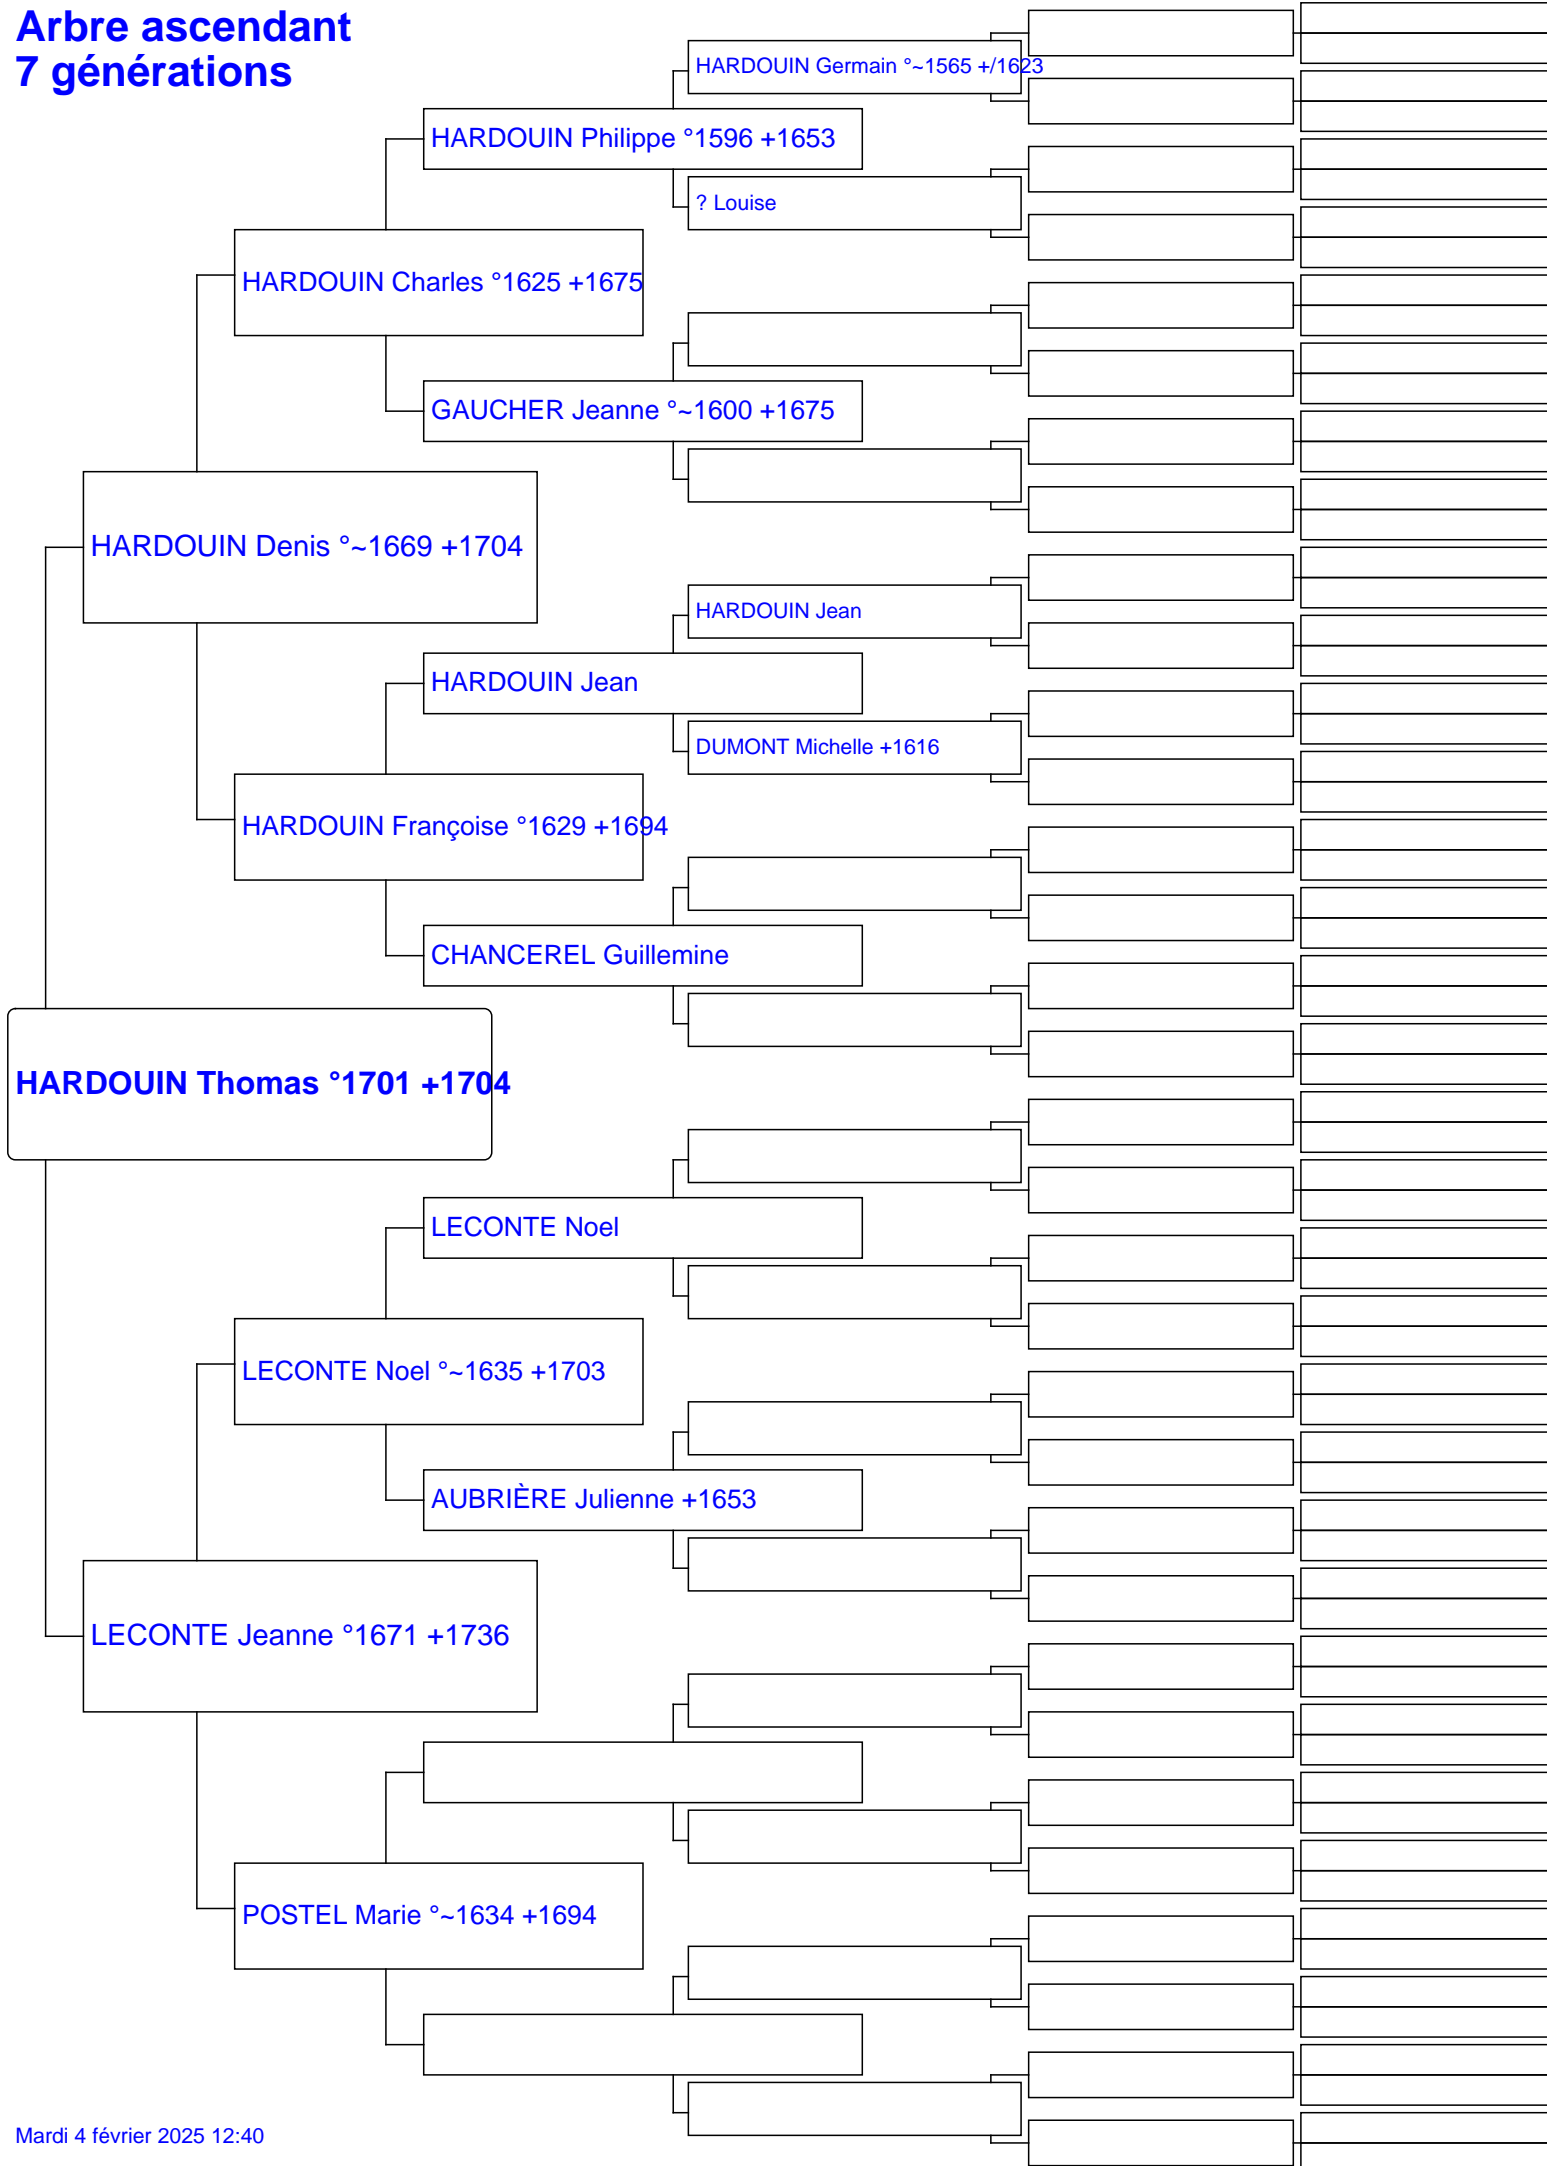 Arbre ascendant
7 générations
HARDOUIN Germain °~1565 +/1623
HARDOUIN Philippe °1596 +1653
? Louise
HARDOUIN Charles °1625 +1675
GAUCHER Jeanne °~1600 +1675
HARDOUIN Denis °~1669 +1704
HARDOUIN Jean
HARDOUIN Jean
DUMONT Michelle +1616
HARDOUIN Françoise °1629 +1694
CHANCEREL Guillemine
HARDOUIN Thomas °1701 +1704
LECONTE Noel
LECONTE Noel °~1635 +1703
AUBRIÈRE Julienne +1653
LECONTE Jeanne °1671 +1736
POSTEL Marie °~1634 +1694
Mardi 4 février 2025 12:40